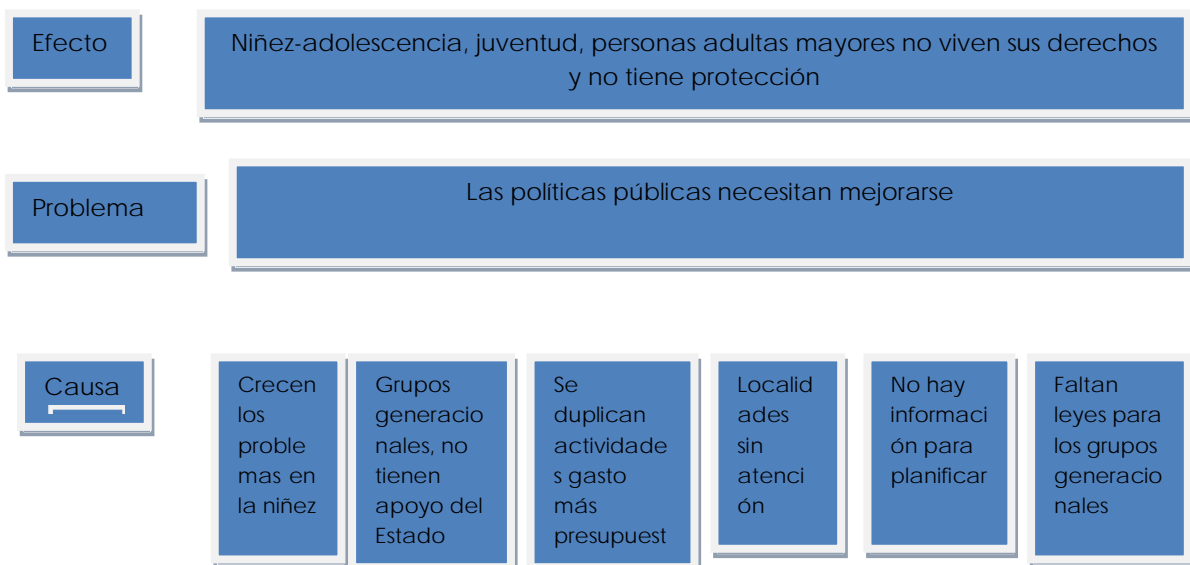 Efecto
Niñez-adolescencia, juventud, personas adultas mayores no viven sus derechos
y no tiene protección
Problema
Las políticas públicas necesitan mejorarse
Causa
Crecen
los
proble
mas en
la niñez
Grupos
generacio
nales, no
tienen
apoyo del
Estado
Se
duplican
actividade
s gasto
más
presupuest
Localid
ades
sin
atenci
ón
No hay
informaci
ón para
planificar
Faltan
leyes para
los grupos
generacio
nales